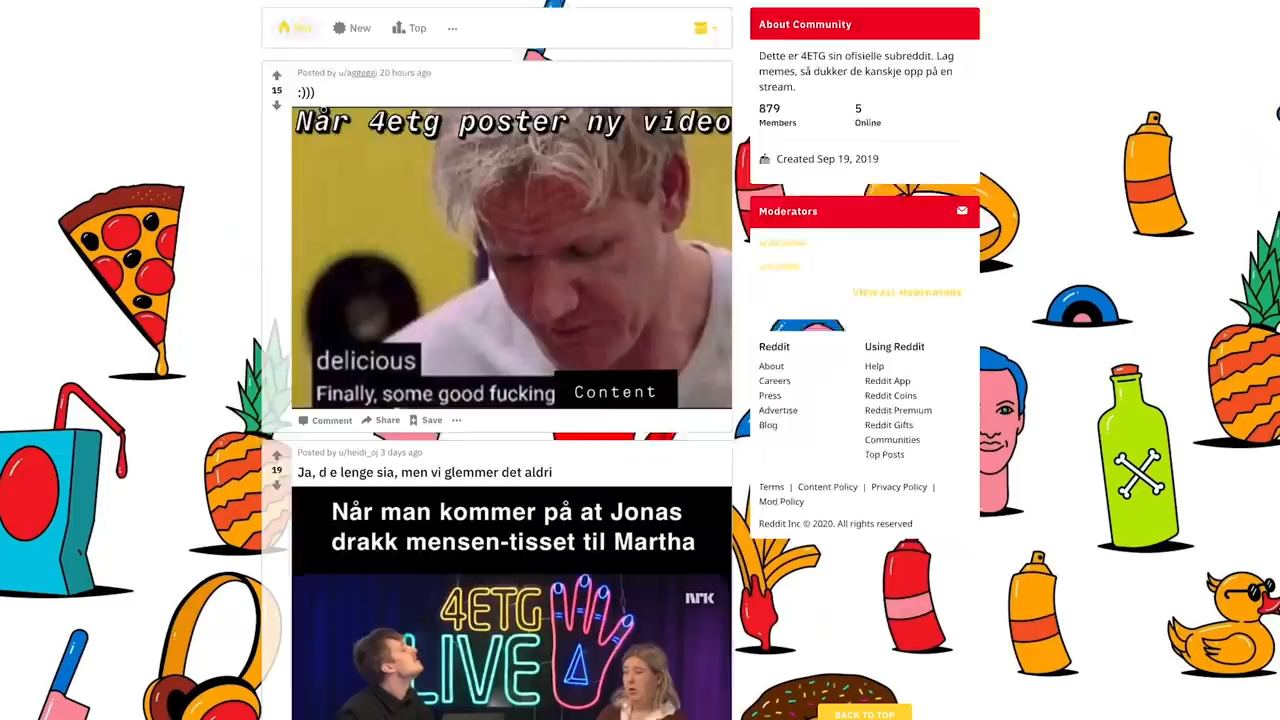 Hot
New
Top
Posted by u/agggggi 20 hours ago
15
:)))
Når 4etg poster ny video
delicious
Finally, some good fucking Content
Comment
Share
Save
Posted by u/heidi_oj 3 days ago
19
Ja, d e lenge sia, men vi glemmer det aldri
Når man kommer på at Jonas
drakk mensen-tisset til Martha
4ETG
LIVE
NRK
About Community
Dette er 4ETG sin ofisielle subreddit. Lag
memes, så dukker de kanskje opp på en
stream.
879
Members
5
Online
Created Sep 19, 2019
Moderators
VIEW ALL MODERATORS
Reddit
About
Careers
Press
Advertise
Blog
Using Reddit
Help
Reddit App
Reddit Coins
Reddit Premium
Reddit Gifts
Communities
Top Posts
Terms | Content Policy | Privacy Policy |
Mod Policy
Reddit Inc © 2020. All rights reserved
BACK TO TOP